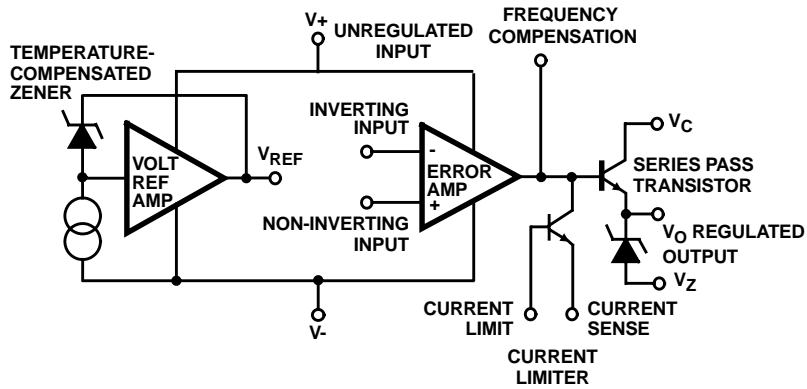 V+
UNREGULATED
INPUT
FREQUENCY
COMPENSATION
TEMPERATURE-
COMPENSATED
ZENER
INVERTING
INPUT
VOLT
REF
AMP
VREF
-
ERROR
AMP
+
NON-INVERTING
INPUT
VC
SERIES PASS
TRANSISTOR
VO REGULATED
OUTPUT
VZ
V-
CURRENT
LIMIT
CURRENT
SENSE
CURRENT
LIMITER